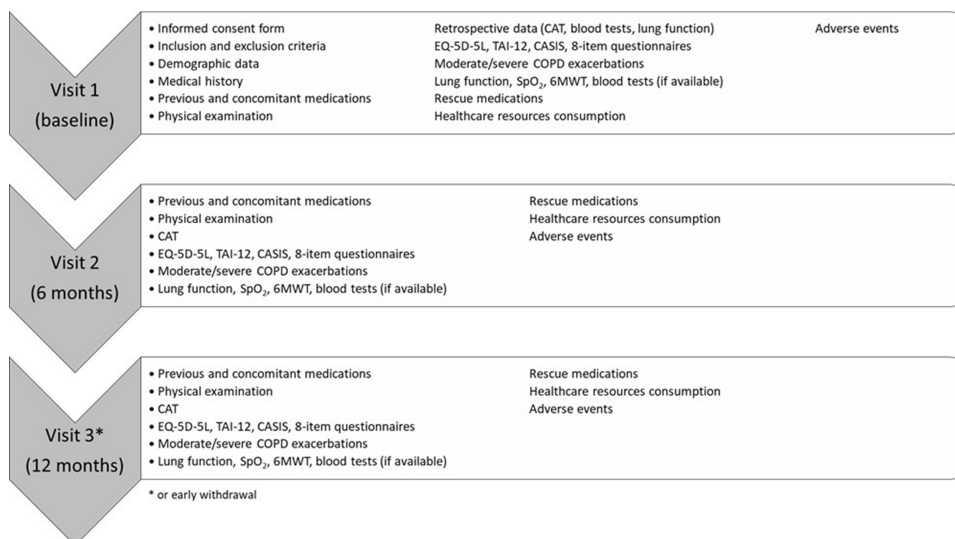 Visit 1
(baseline)
• Informed consent form
• Inclusion and exclusion criteria
• Demographic data
• Medical history
• Previous and concomitant medications
• Physical examination
Retrospective data (CAT, blood tests, lung function)
EQ-5D-5L, TAI-12, CASIS, 8-item questionnaires
Moderate/severe COPD exacerbations
Lung function, SpO₂, 6MWT, blood tests (if available)
Rescue medications
Healthcare resources consumption
Adverse events
Visit 2
(6 months)
• Previous and concomitant medications
• Physical examination
• CAT
• EQ-5D-5L, TAI-12, CASIS, 8-item questionnaires
• Moderate/severe COPD exacerbations
• Lung function, SpO₂, 6MWT, blood tests (if available)
Rescue medications
Healthcare resources consumption
Adverse events
Visit 3*
(12 months)
• Previous and concomitant medications
• Physical examination
• CAT
• EQ-5D-5L, TAI-12, CASIS, 8-item questionnaires
• Moderate/severe COPD exacerbations
• Lung function, SpO₂, 6MWT, blood tests (if available)
Rescue medications
Healthcare resources consumption
Adverse events
* or early withdrawal